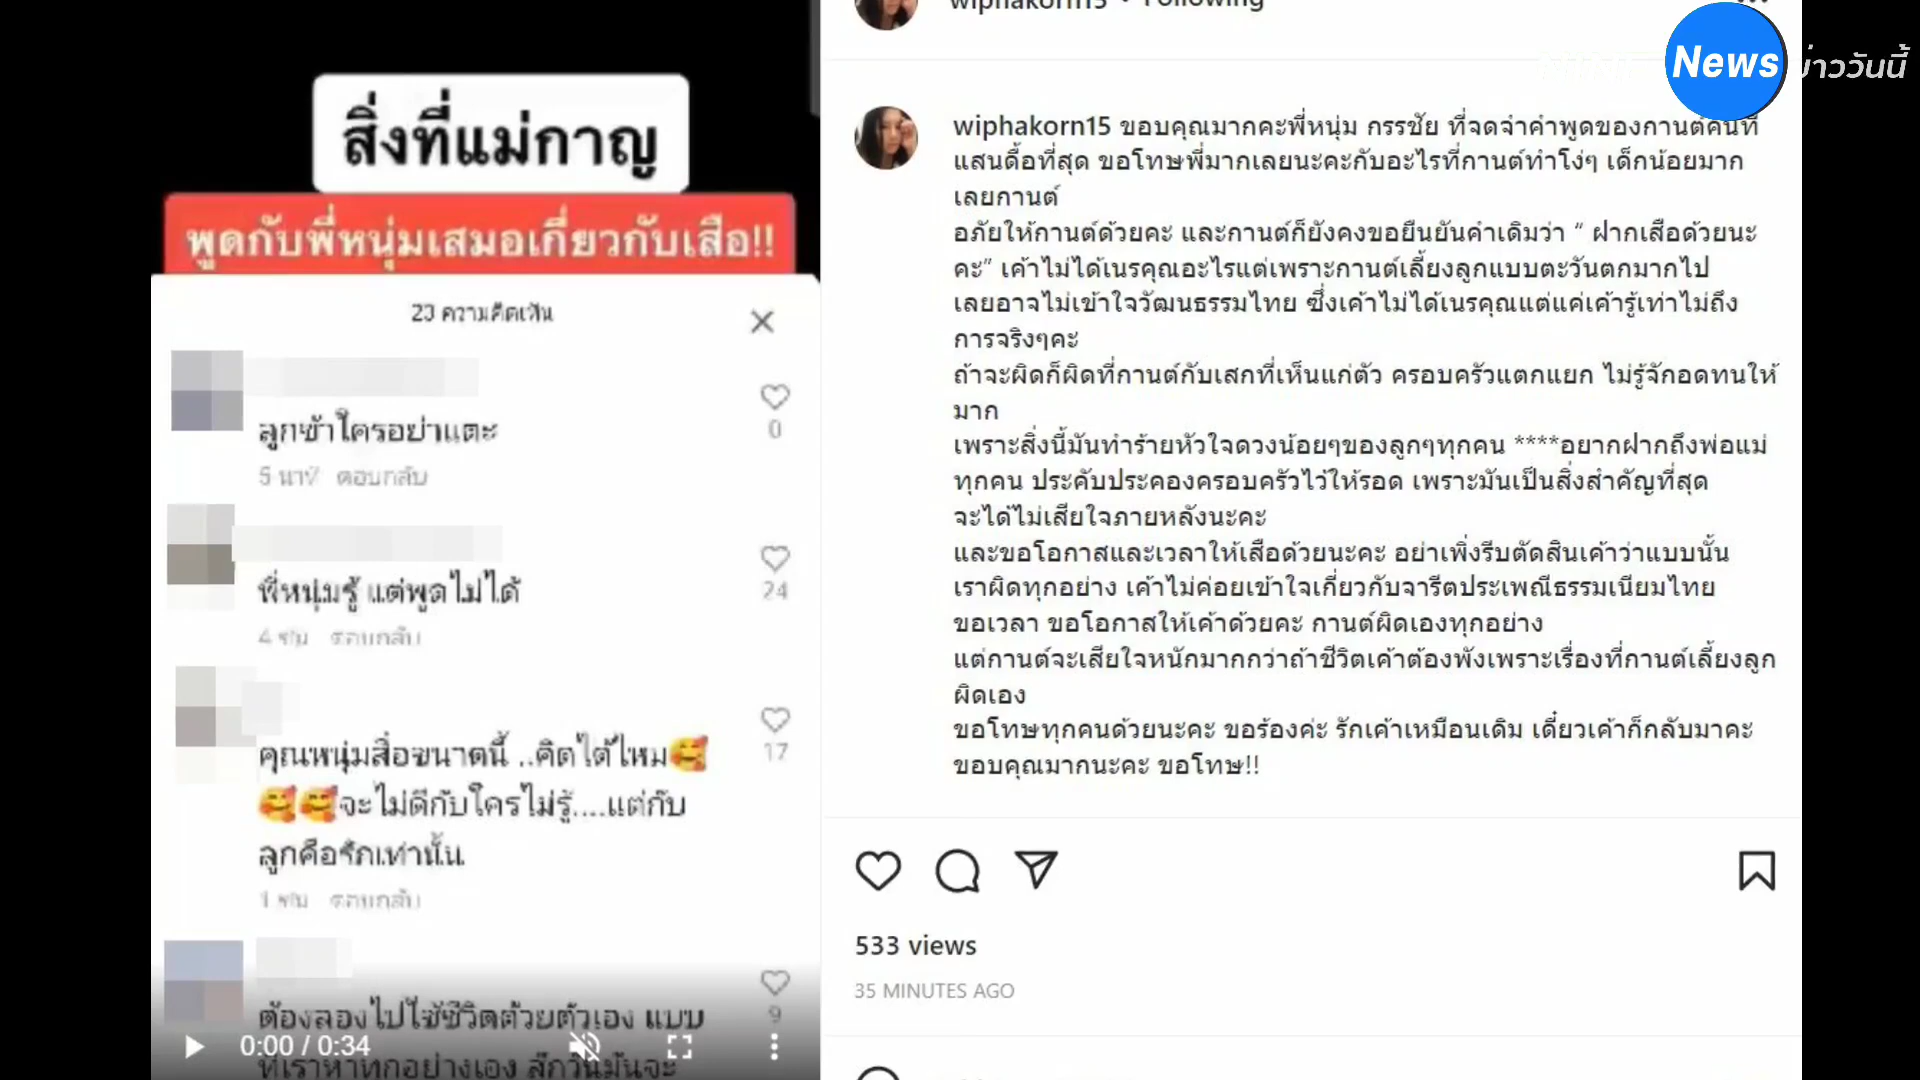 สิ่งที่แม่กาญ
พูดกับพี่หนุ่มเสมอเกี่ยวกับเสือ!!
23 ความคิดเห็น
ลูกข้าใครอย่าแตะ
0
5 นาที ตอบกลับ
พี่หนุ่มรู้ แต่พูดไม่ได้
24
4 ชม ตอบกลับ
คุณหนุ่มสื่อขนาดนี้ ..คิดได้ไหม🥰
🥰🥰จะไม่ดีกับใครไม่รู้....แต่กับ
ลูกคือรักเท่านั้น
17
1 ชม ตอบกลับ
ต้องลองไปใช้ชีวิตด้วยตัวเอง แบบ
9
0:00 / 0:34
wiphakorn15 • Following
News
ข่าววันนี้
wiphakorn15 ขอบคุณมากคะพี่หนุ่ม กรรชัย ที่จดจำคำพูดของกานต์คนที่
แสนดื้อที่สุด ขอโทษพี่มากเลยนะคะกับอะไรที่กานต์ทำโง่ๆ เด็กน้อยมาก
เลยกานต์
อภัยให้กานต์ด้วยคะ และกานต์ก็ยังคงขอยืนยันคำเดิมว่า “ ฝากเสือด้วยนะ
คะ” เค้าไม่ได้เนรคุณอะไรแต่เพราะกานต์เลี้ยงลูกแบบตะวันตกมากไป
เลยอาจไม่เข้าใจวัฒนธรรมไทย ซึ่งเค้าไม่ได้เนรคุณแต่แค่เค้ารู้เท่าไม่ถึง
การจริงๆคะ
ถ้าจะผิดก็ผิดที่กานต์กับเสกที่เห็นแก่ตัว ครอบครัวแตกแยก ไม่รู้จักอดทนให้
มาก
เพราะสิ่งนี้มันทำร้ายหัวใจดวงน้อยๆของลูกๆทุกคน ****อยากฝากถึงพ่อแม่
ทุกคน ประคับประคองครอบครัวไว้ให้รอด เพราะมันเป็นสิ่งสำคัญที่สุด
จะได้ไม่เสียใจภายหลังนะคะ
และขอโอกาสและเวลาให้เสือด้วยนะคะ อย่าเพิ่งรีบตัดสินเค้าว่าแบบนั้น
เราผิดทุกอย่าง เค้าไม่ค่อยเข้าใจเกี่ยวกับจารีตประเพณีธรรมเนียมไทย
ขอเวลา ขอโอกาสให้เค้าด้วยคะ กานต์ผิดเองทุกอย่าง
แต่กานต์จะเสียใจหนักมากกว่าถ้าชีวิตเค้าต้องพังเพราะเรื่องที่กานต์เลี้ยงลูก
ผิดเอง
ขอโทษทุกคนด้วยนะคะ ขอร้องค่ะ รักเค้าเหมือนเดิม เดี๋ยวเค้าก็กลับมาคะ
ขอบคุณมากนะคะ ขอโทษ!!
533 views
35 MINUTES AGO